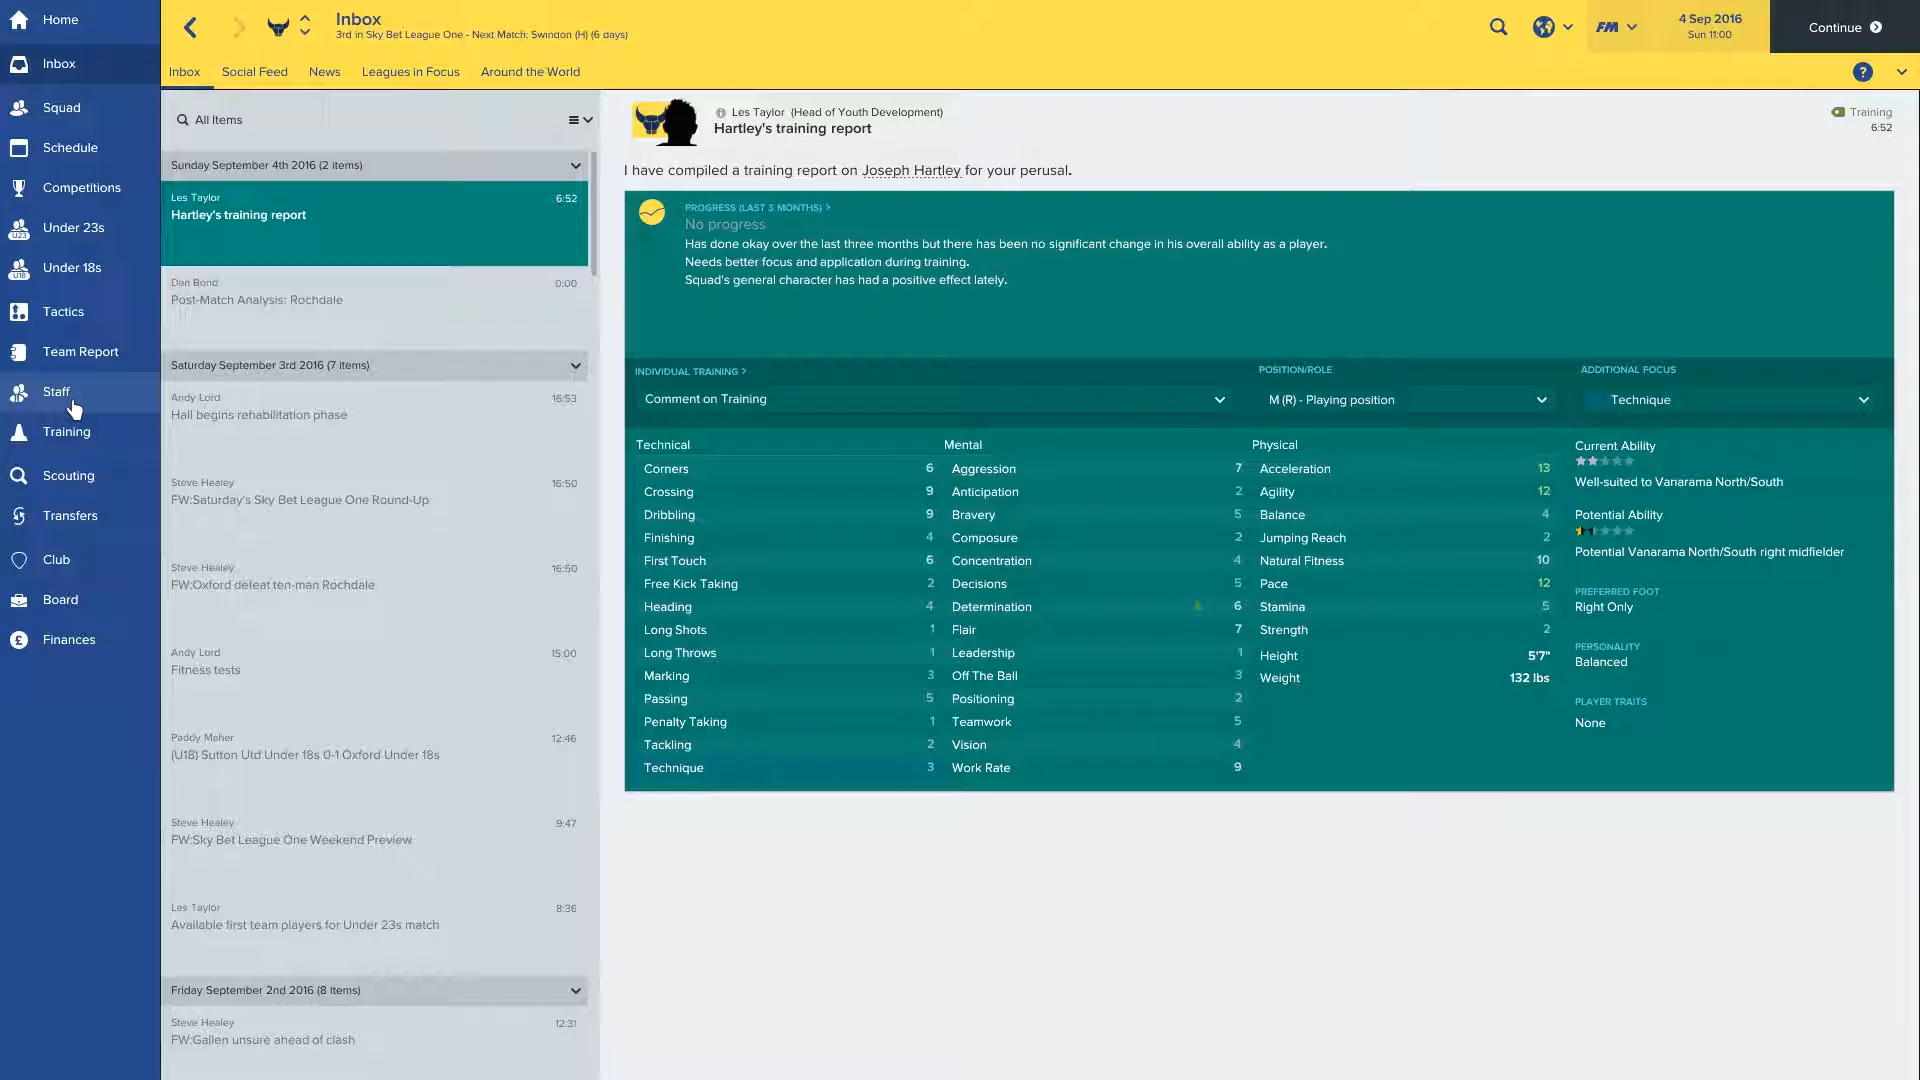 Home
Inbox
Squad
Schedule
Competitions
Under 23s
Under 18s
Tactics
Team Report
Staff
Training
Scouting
Transfers
Club
Board
Finances
Inbox
3rd in Sky Bet League One - Next Match: Swindon (H) (6 days)
FM
4 Sep 2016
Sun 11:00
Continue
Inbox
Social Feed
News
Leagues in Focus
Around the World
All Items
Sunday September 4th 2016 (2 items)
Les Taylor 6:52
Hartley's training report
Dan Bond 0:00
Post-Match Analysis: Rochdale
Saturday September 3rd 2016 (7 items)
Andy Lord 16:53
Hall begins rehabilitation phase
Steve Healey 16:50
FW:Saturday's Sky Bet League One Round-Up
Steve Healey 16:50
FW:Oxford defeat ten-man Rochdale
Andy Lord 15:00
Fitness tests
Paddy Maher 12:46
(U18) Sutton Utd Under 18s 0-1 Oxford Under 18s
Steve Healey 9:47
FW:Sky Bet League One Weekend Preview
Les Taylor 8:36
Available first team players for Under 23s match
Friday September 2nd 2016 (8 items)
Steve Healey 12:31
FW:Gallen unsure ahead of clash
Les Taylor (Head of Youth Development)
Hartley's training report
Training
6:52
I have compiled a training report on Joseph Hartley for your perusal.
PROGRESS (LAST 3 MONTHS) >
No progress
Has done okay over the last three months but there has been no significant change in his overall ability as a player.
Needs better focus and application during training.
Squad's general character has had a positive effect lately.
INDIVIDUAL TRAINING > POSITION/ROLE ADDITIONAL FOCUS
Comment on Training M (R) - Playing position Technique
Technical Mental Physical
Corners 6 Aggression 7 Acceleration 13
Crossing 9 Anticipation 2 Agility 12
Dribbling 9 Bravery 5 Balance 4
Finishing 4 Composure 2 Jumping Reach 2
First Touch 6 Concentration 4 Natural Fitness 10
Free Kick Taking 2 Decisions 5 Pace 12
Heading 4 Determination 6 Stamina 5
Long Shots 1 Flair 7 Strength 2
Long Throws 1 Leadership 1 Height 5'7"
Marking 3 Off The Ball 3 Weight 132 lbs
Passing 5 Positioning 2
Penalty Taking 1 Teamwork 5
Tackling 2 Vision 4
Technique 3 Work Rate 9
Current Ability
Well-suited to Vanarama North/South
Potential Ability
Potential Vanarama North/South right midfielder
PREFERRED FOOT
Right Only
PERSONALITY
Balanced
PLAYER TRAITS
None